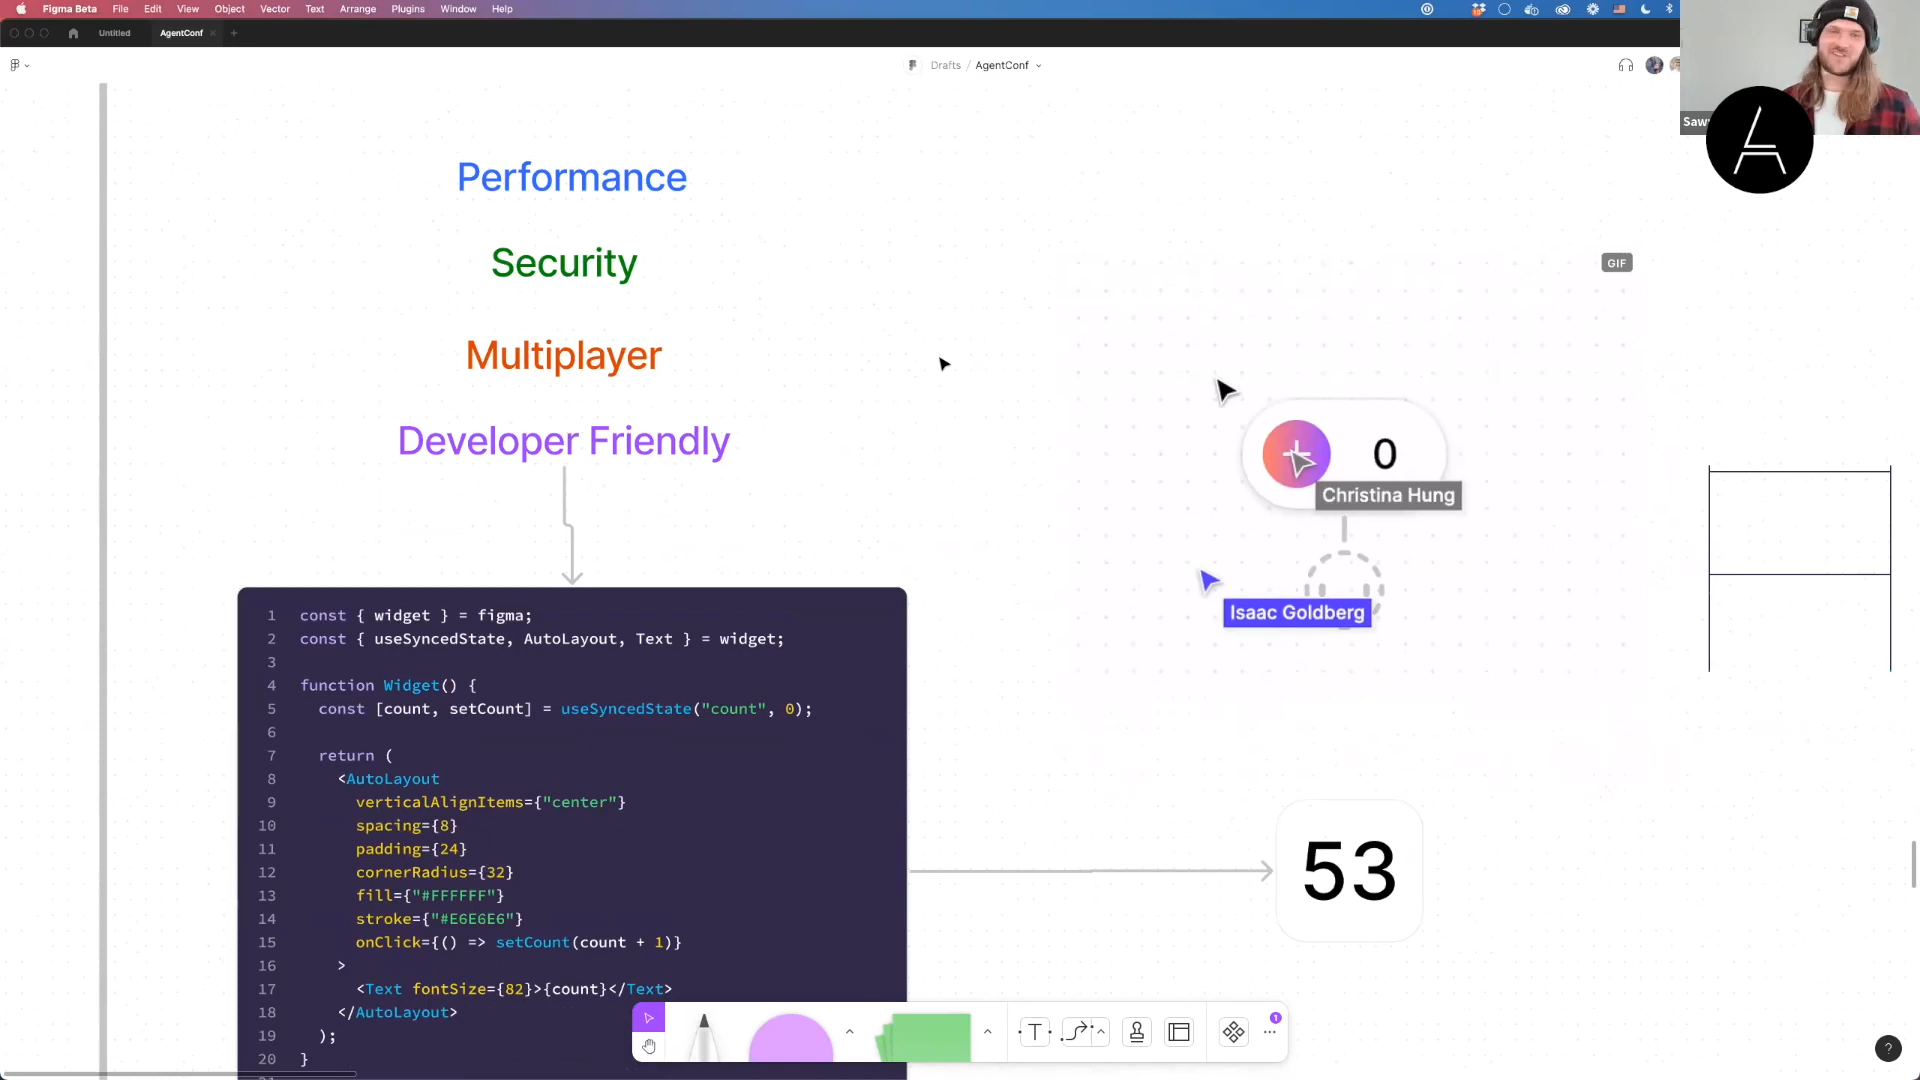 Figma Beta File Edit View Object Vector Text Arrange Plugins Window Help
Untitled AgentConf
Drafts / AgentConf
Saw
Performance
Security
Multiplayer
Developer Friendly
GIF
0
Christina Hung
Isaac Goldberg
1 const { widget } = figma;
2 const { useSyncedState, AutoLayout, Text } = widget;
3
4 function Widget() {
5 const [count, setCount] = useSyncedState("count", 0);
6
7 return (
8 <AutoLayout
9 verticalAlignItems={"center"}
10 spacing={8}
11 padding={24}
12 cornerRadius={32}
13 fill={"#FFFFFF"}
14 stroke={"#E6E6E6"}
15 onClick={() => setCount(count + 1)}
16 >
17 <Text fontSize={82}>{count}</Text>
18 </AutoLayout>
19 );
20 }
53
T
1
?